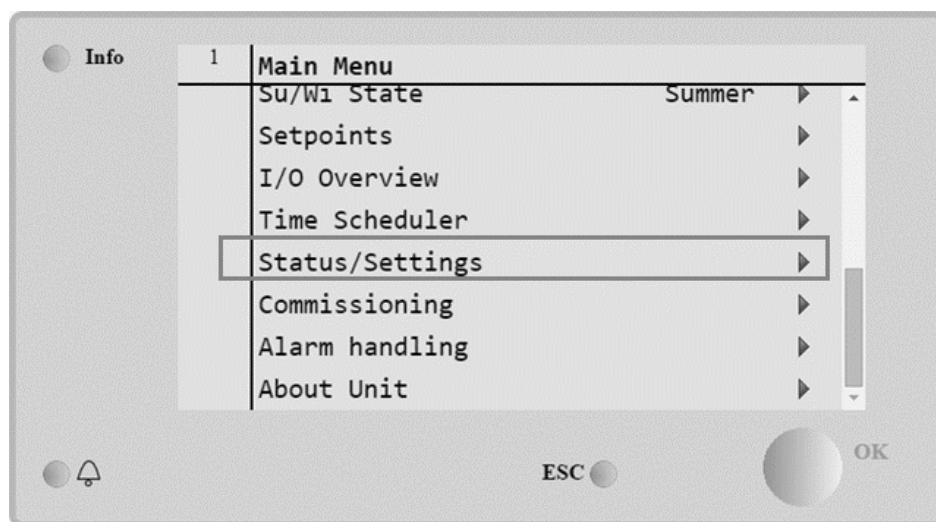 Info
1 Main Menu
Su/Wi State Summer
Setpoints
I/O Overview
Time Scheduler
Status/Settings
Commissioning
Alarm handling
About Unit
OK
ESC